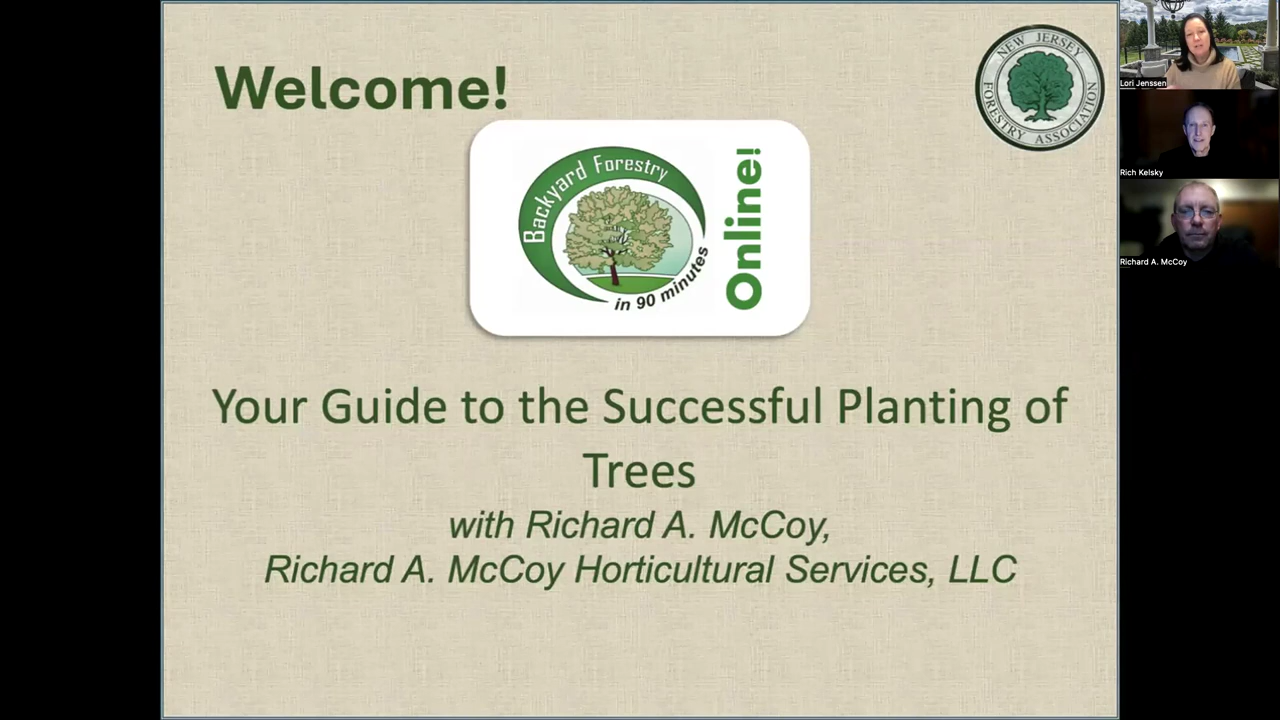 Welcome!
NEW JERSEY
FORESTRY ASSOCIATION
Backyard Forestry
in 90 minutes
Online!
Your Guide to the Successful Planting of
Trees
with Richard A. McCoy,
Richard A. McCoy Horticultural Services, LLC
Lori Jenssen
Rich Kelsky
Richard A. McCoy